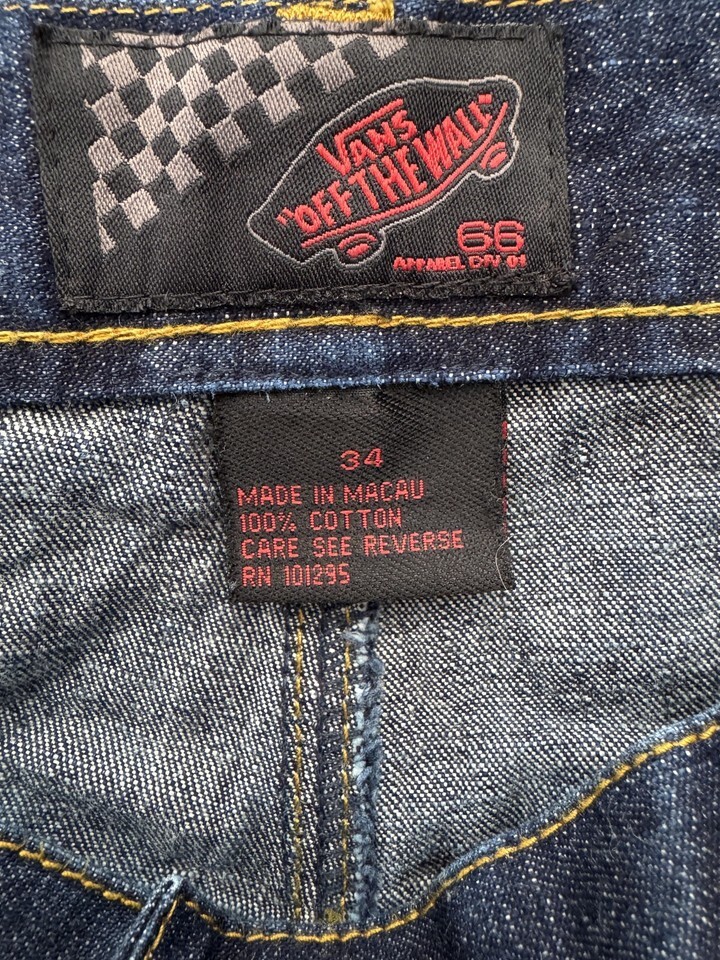 VANS
"OFF THE WALL"
66
APPAREL DIV 01
34
MADE IN MACAU
100% COTTON
CARE SEE REVERSE
RN 101295